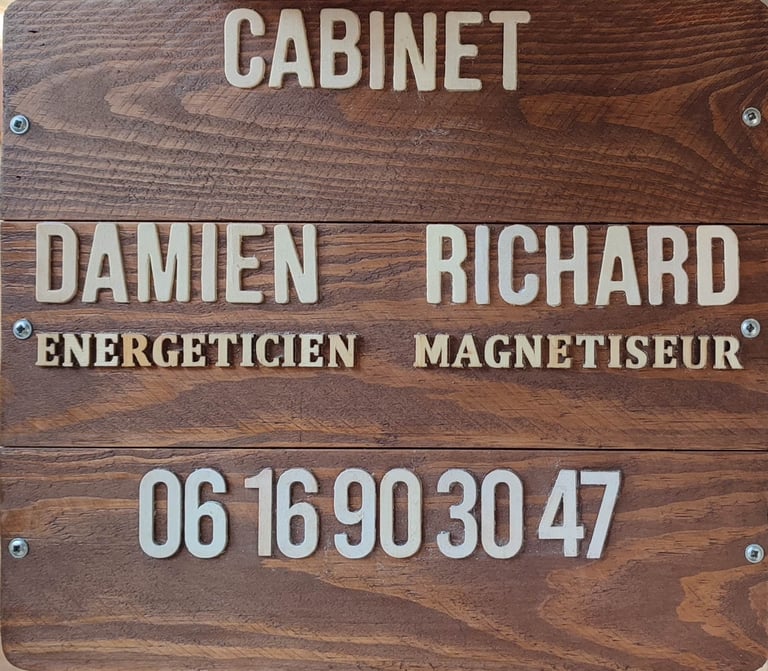 CABINET
DAMIEN RICHARD
ENERGETICIEN MAGNETISEUR
06 16 90 30 47